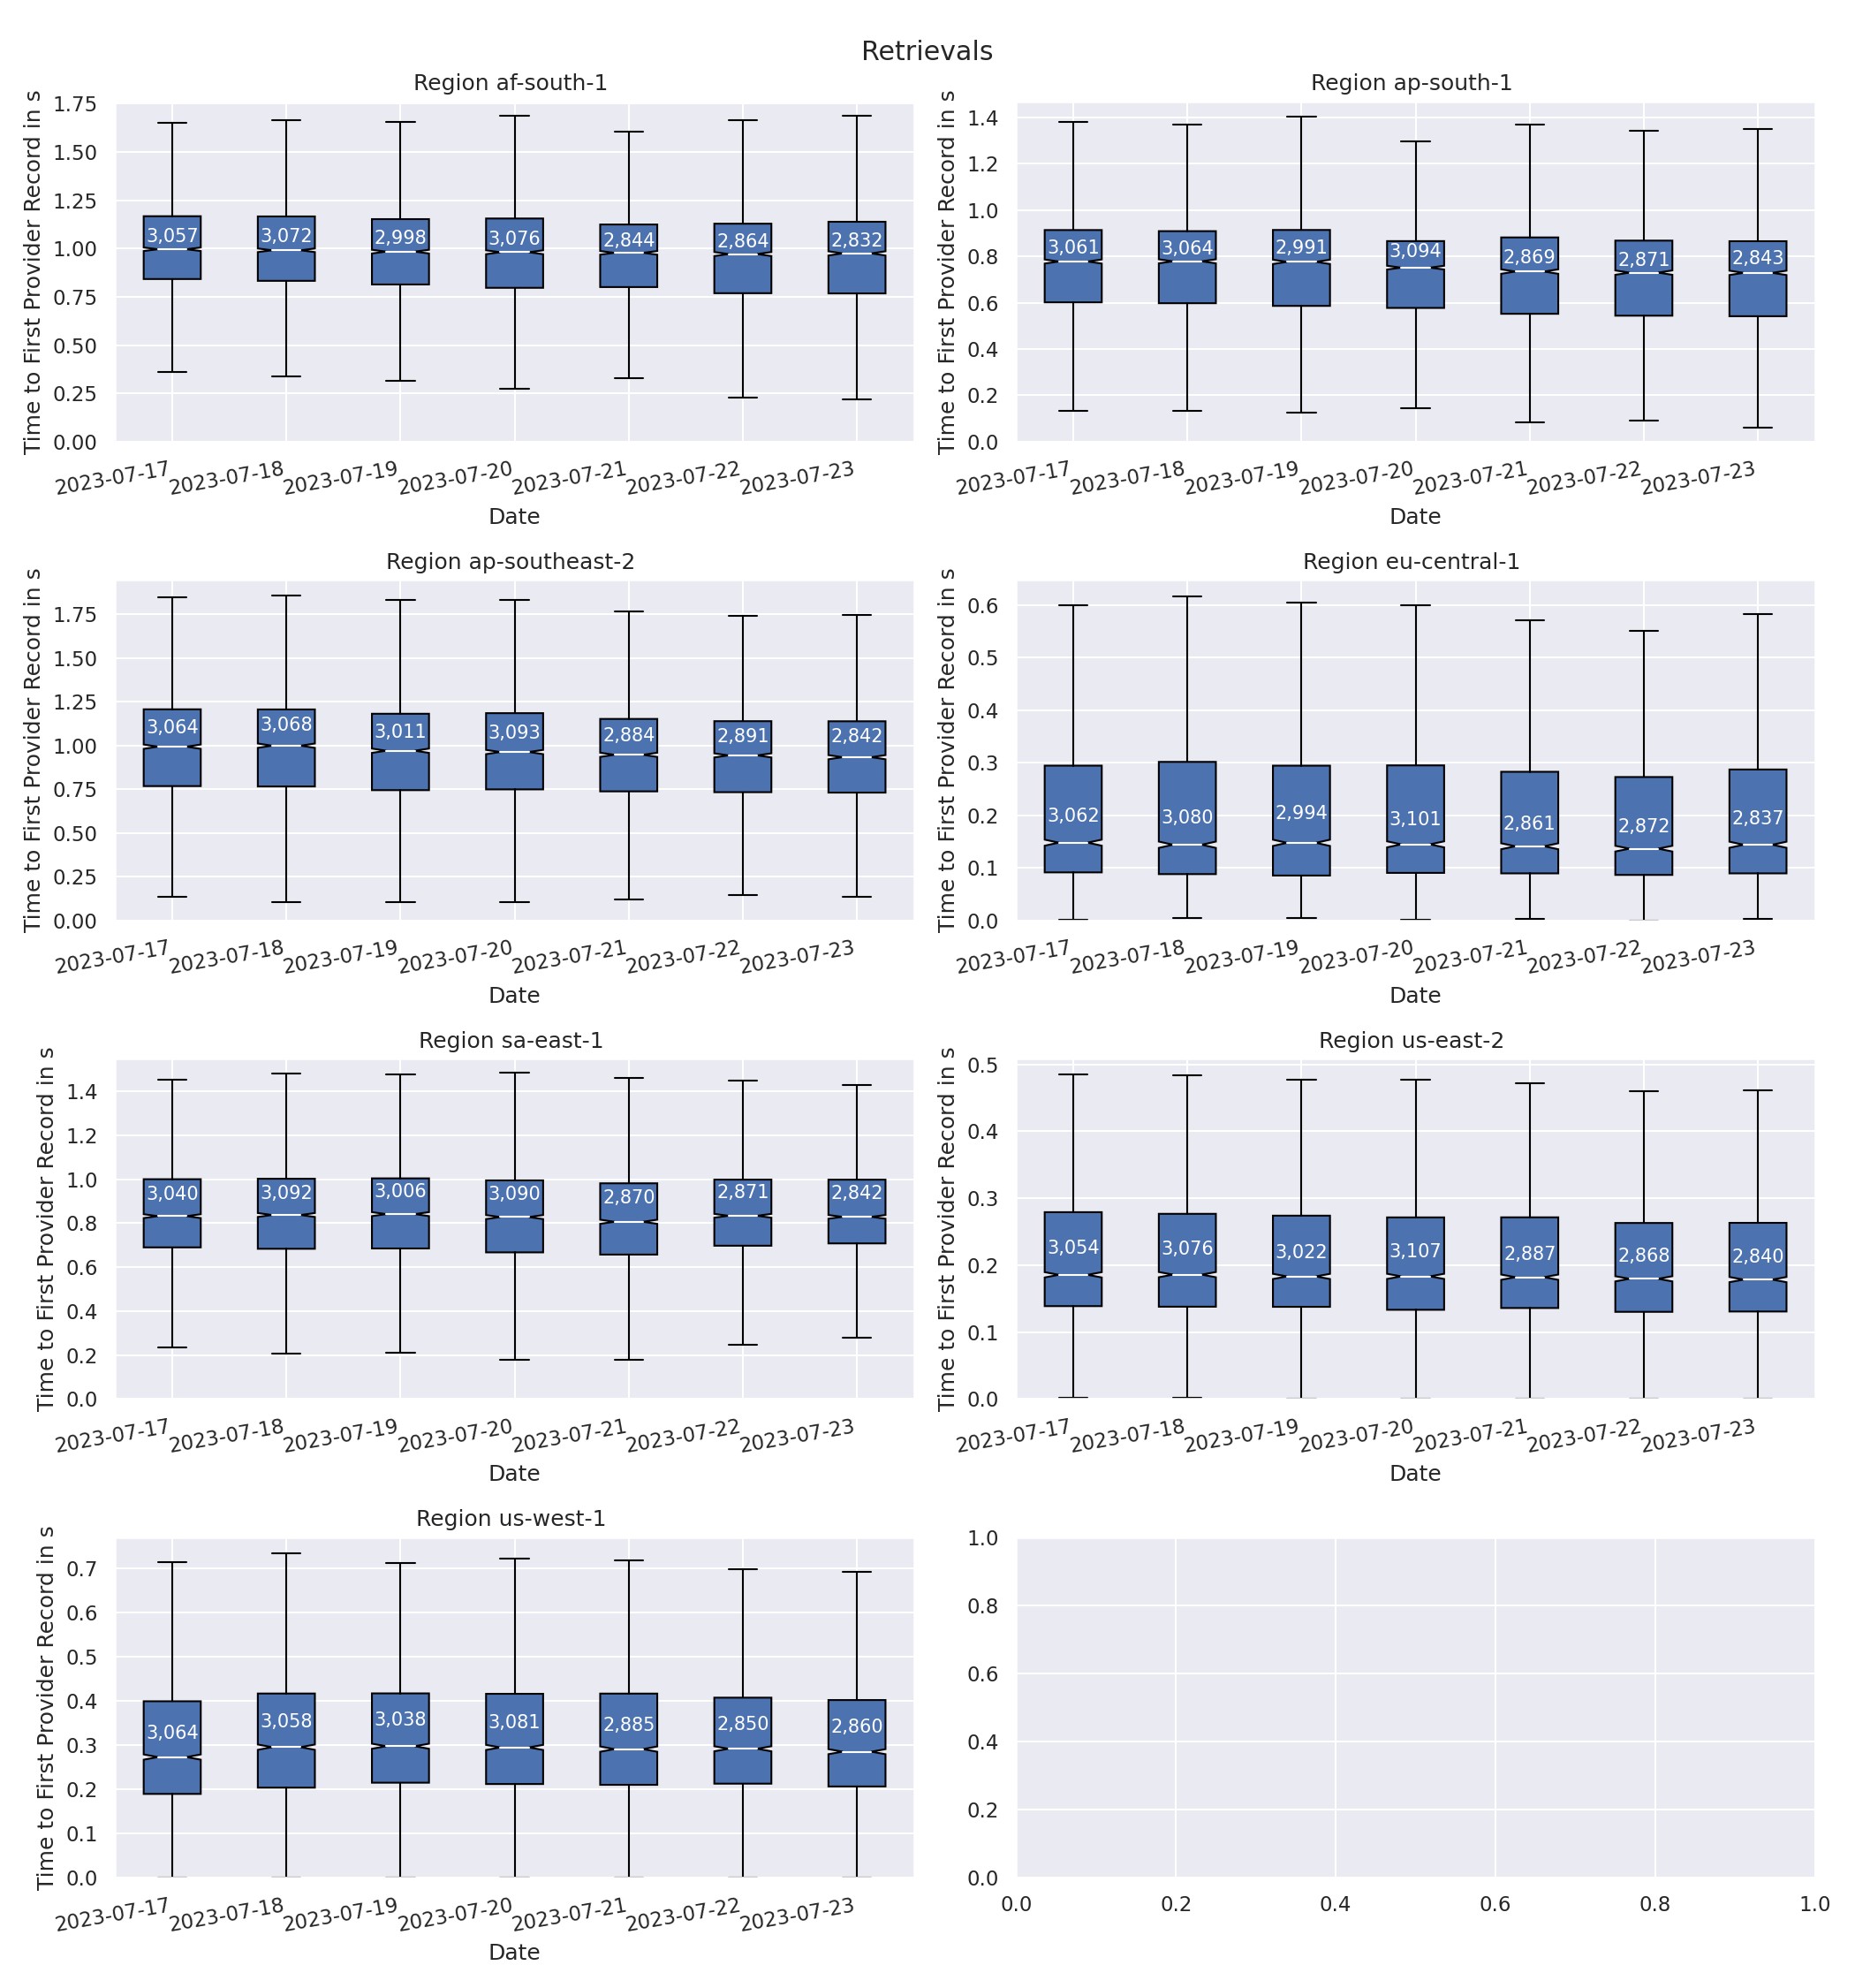 Retrievals
Region af-south-1
Time to First Provider Record in s
1.75
1.50
1.25
1.00
0.75
0.50
0.25
0.00
3,057 3,072 2,998 3,076 2,844 2,864 2,832
2023-07-17 2023-07-18 2023-07-19 2023-07-20 2023-07-21 2023-07-22 2023-07-23
Date
Region ap-south-1
Time to First Provider Record in s
1.4
1.2
1.0
0.8
0.6
0.4
0.2
0.0
3,061 3,064 2,991 3,094 2,869 2,871 2,843
2023-07-17 2023-07-18 2023-07-19 2023-07-20 2023-07-21 2023-07-22 2023-07-23
Date
Region ap-southeast-2
Time to First Provider Record in s
1.75
1.50
1.25
1.00
0.75
0.50
0.25
0.00
3,064 3,068 3,011 3,093 2,884 2,891 2,842
2023-07-17 2023-07-18 2023-07-19 2023-07-20 2023-07-21 2023-07-22 2023-07-23
Date
Region eu-central-1
Time to First Provider Record in s
0.6
0.5
0.4
0.3
0.2
0.1
0.0
3,062 3,080 2,994 3,101 2,861 2,872 2,837
2023-07-17 2023-07-18 2023-07-19 2023-07-20 2023-07-21 2023-07-22 2023-07-23
Date
Region sa-east-1
Time to First Provider Record in s
1.4
1.2
1.0
0.8
0.6
0.4
0.2
0.0
3,040 3,092 3,006 3,090 2,870 2,871 2,842
2023-07-17 2023-07-18 2023-07-19 2023-07-20 2023-07-21 2023-07-22 2023-07-23
Date
Region us-east-2
Time to First Provider Record in s
0.5
0.4
0.3
0.2
0.1
0.0
3,054 3,076 3,022 3,107 2,887 2,868 2,840
2023-07-17 2023-07-18 2023-07-19 2023-07-20 2023-07-21 2023-07-22 2023-07-23
Date
Region us-west-1
Time to First Provider Record in s
0.7
0.6
0.5
0.4
0.3
0.2
0.1
0.0
3,064 3,058 3,038 3,081 2,885 2,850 2,860
2023-07-17 2023-07-18 2023-07-19 2023-07-20 2023-07-21 2023-07-22 2023-07-23
Date
1.0
0.8
0.6
0.4
0.2
0.0
0.0 0.2 0.4 0.6 0.8 1.0